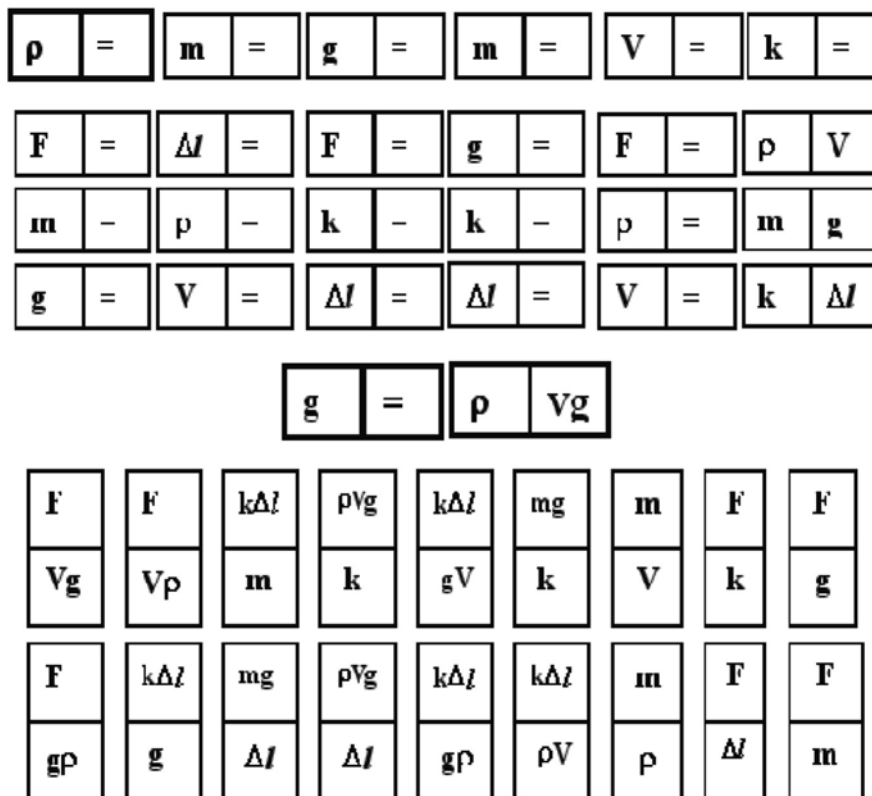 ρ = m = g = m = V = k =
F = Δl = F = g = F = ρ V
m – ρ – k – k – ρ = m g
g = V = Δl = Δl = V = k Δl
g = ρ Vg
F F kΔl ρVg kΔl mg m F F
Vg Vρ m k gV k V k g
F kΔl mg ρVg kΔl kΔl m F F
gρ g Δl Δl gρ ρV ρ Δl m